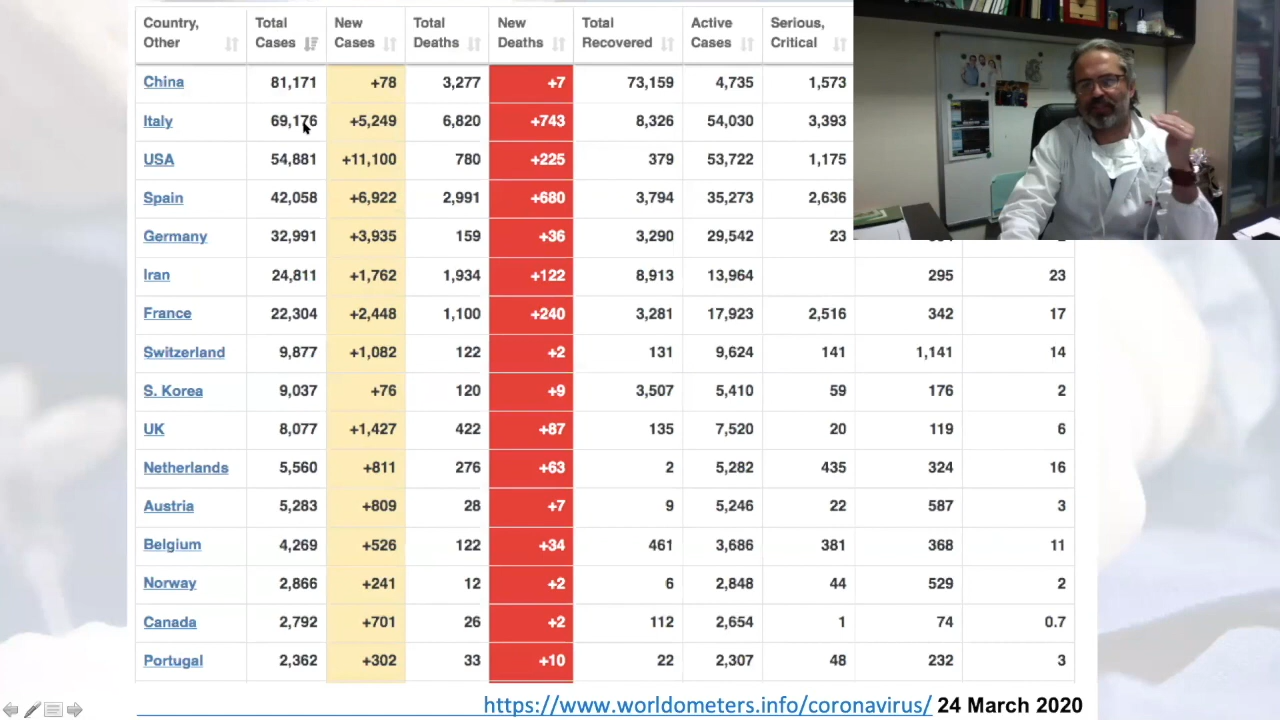 Country, Other Total Cases New Cases Total Deaths New Deaths Total Recovered Active Cases Serious, Critical
China 81,171 +78 3,277 +7 73,159 4,735 1,573
Italy 69,176 +5,249 6,820 +743 8,326 54,030 3,393
USA 54,881 +11,100 780 +225 379 53,722 1,175
Spain 42,058 +6,922 2,991 +680 3,794 35,273 2,636
Germany 32,991 +3,935 159 +36 3,290 29,542 23
Iran 24,811 +1,762 1,934 +122 8,913 13,964 295 23
France 22,304 +2,448 1,100 +240 3,281 17,923 2,516 342 17
Switzerland 9,877 +1,082 122 +2 131 9,624 141 1,141 14
S. Korea 9,037 +76 120 +9 3,507 5,410 59 176 2
UK 8,077 +1,427 422 +87 135 7,520 20 119 6
Netherlands 5,560 +811 276 +63 2 5,282 435 324 16
Austria 5,283 +809 28 +7 9 5,246 22 587 3
Belgium 4,269 +526 122 +34 461 3,686 381 368 11
Norway 2,866 +241 12 +2 6 2,848 44 529 2
Canada 2,792 +701 26 +2 112 2,654 1 74 0.7
Portugal 2,362 +302 33 +10 22 2,307 48 232 3
https://www.worldometers.info/coronavirus/ 24 March 2020